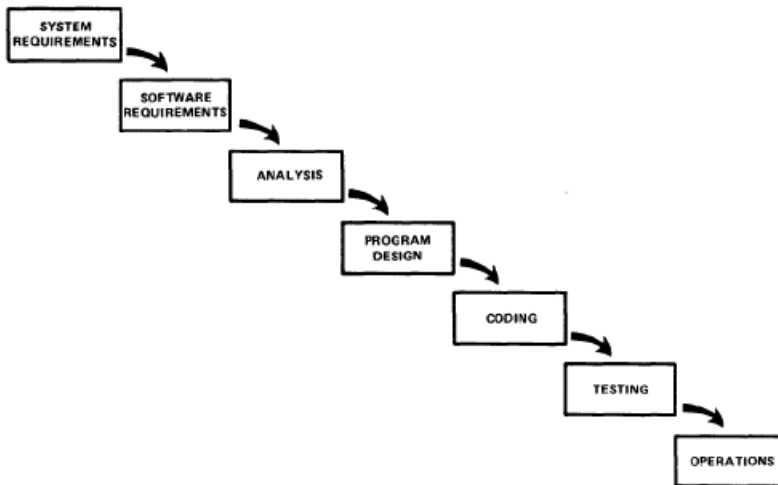 SYSTEM
REQUIREMENTS
SOFTWARE
REQUIREMENTS
ANALYSIS
PROGRAM
DESIGN
CODING
TESTING
OPERATIONS